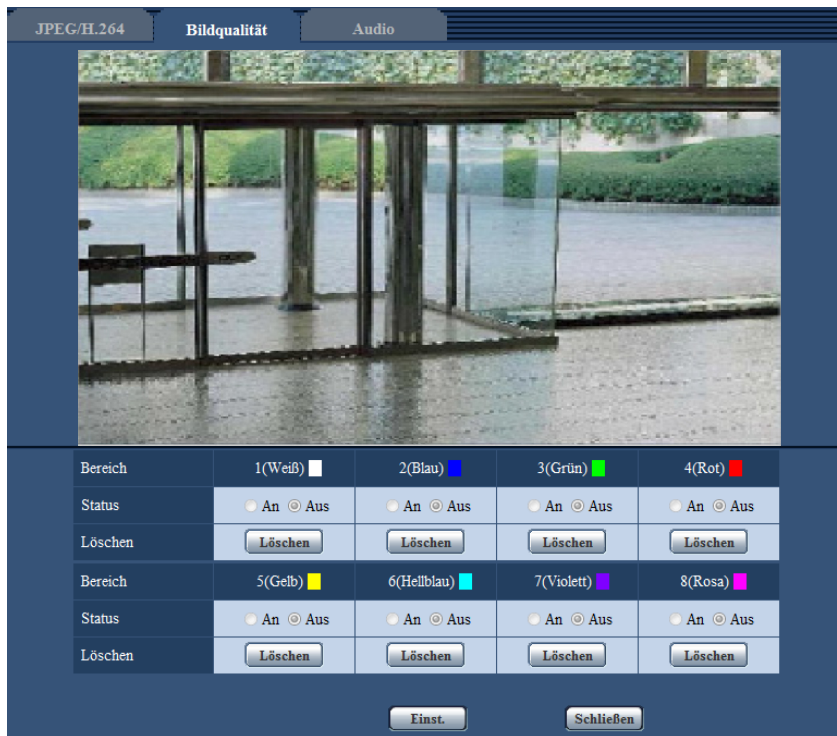 JPEG/H.264 Bildqualität Audio
Bereich 1(Weiß) 2(Blau) 3(Grün) 4(Rot)
Status An Aus An Aus An Aus An Aus
Löschen Löschen Löschen Löschen Löschen
Bereich 5(Gelb) 6(Hellblau) 7(Violett) 8(Rosa)
Status An Aus An Aus An Aus An Aus
Löschen Löschen Löschen Löschen Löschen
Einst. Schließen